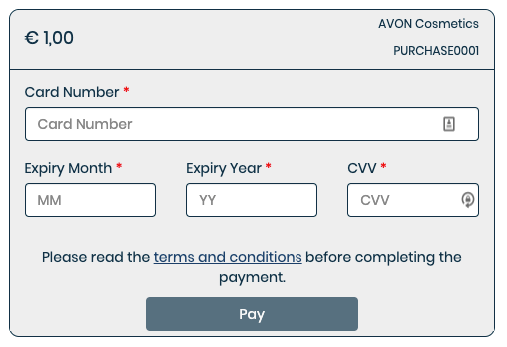 € 1,00
AVON Cosmetics
PURCHASE0001
Card Number *
Card Number
Expiry Month *
Expiry Year *
CVV *
MM
YY
CVV
Please read the terms and conditions before completing the
payment.
Pay